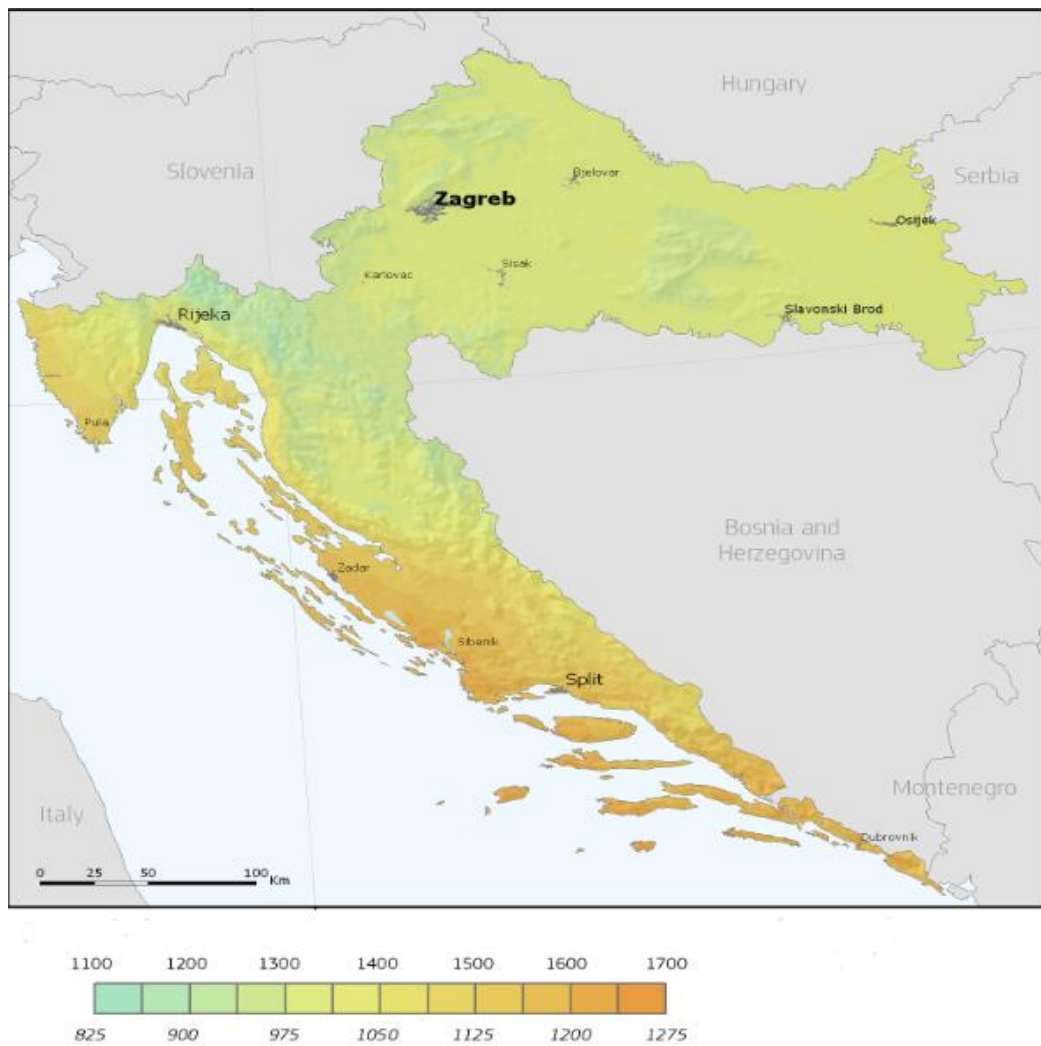 Hungary
Slovenia
Serbia
Bjelovar
Zagreb
Osijek
Sisak
Karlovac
Slavonski Brod
Rijeka
Pula
Bosnia and
Herzegovina
Zadar
Sibenik
Split
Montenegro
Italy
Dubrovnik
0 25 50 100 Km
1100 1200 1300 1400 1500 1600 1700
825 900 975 1050 1125 1200 1275